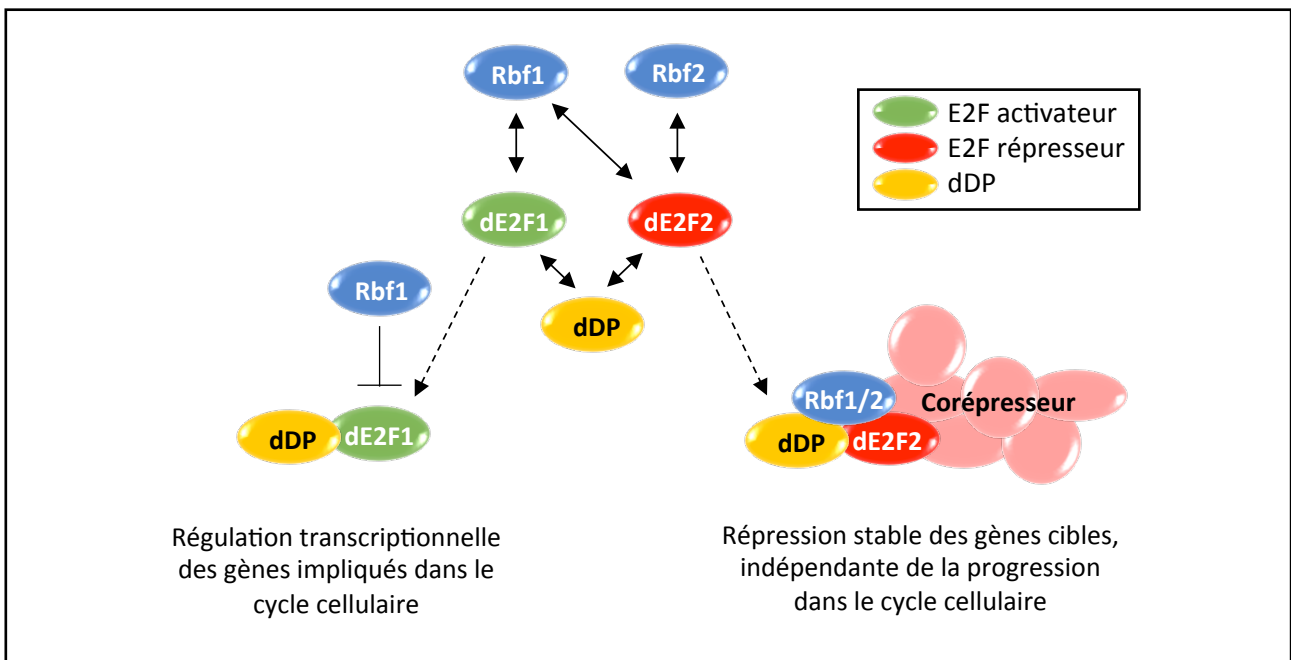 Rbf1
Rbf2
E2F activateur
E2F répresseur
dDP
dE2F1
dE2F2
Rbf1
dDP
Rbf1/2
Corépresseur
dDP
dE2F1
dDP
dE2F2
Régulation transcriptionnelle
des gènes impliqués dans le
cycle cellulaire
Répression stable des gènes cibles,
indépendante de la progression
dans le cycle cellulaire